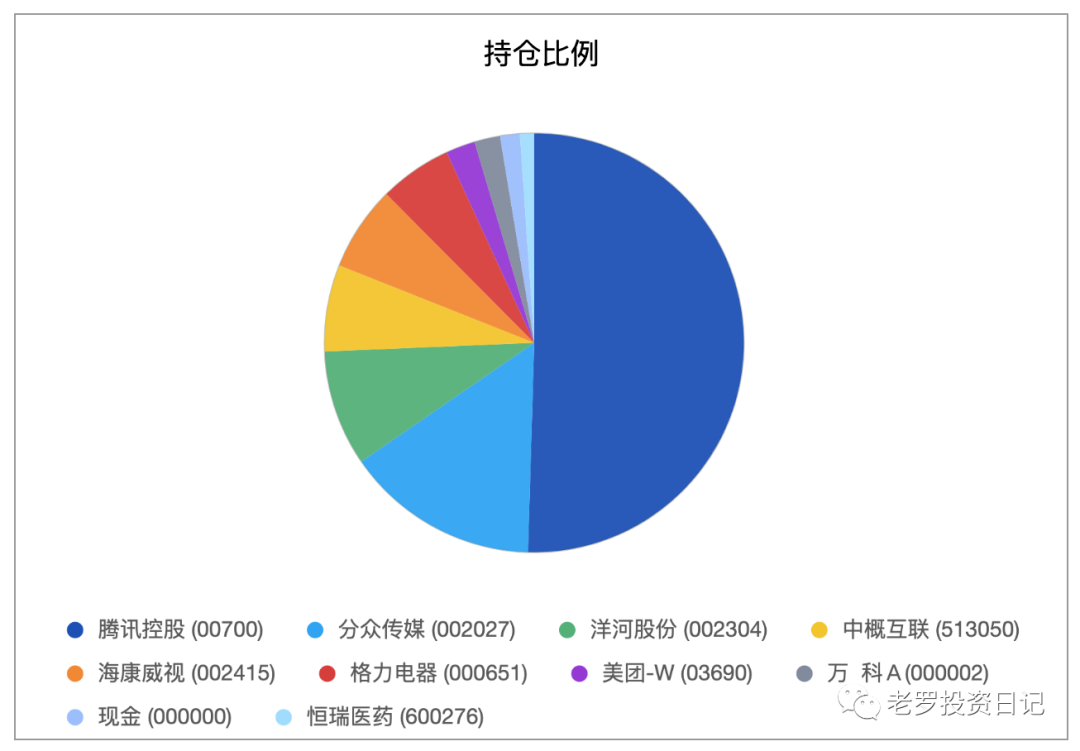 持仓比例
腾讯控股 (00700) 分众传媒 (002027) 洋河股份 (002304) 中概互联 (513050)
海康威视 (002415) 格力电器 (000651) 美团-W (03690) 万 科A (000002)
现金 (000000) 恒瑞医药 (600276)
老罗投资日记